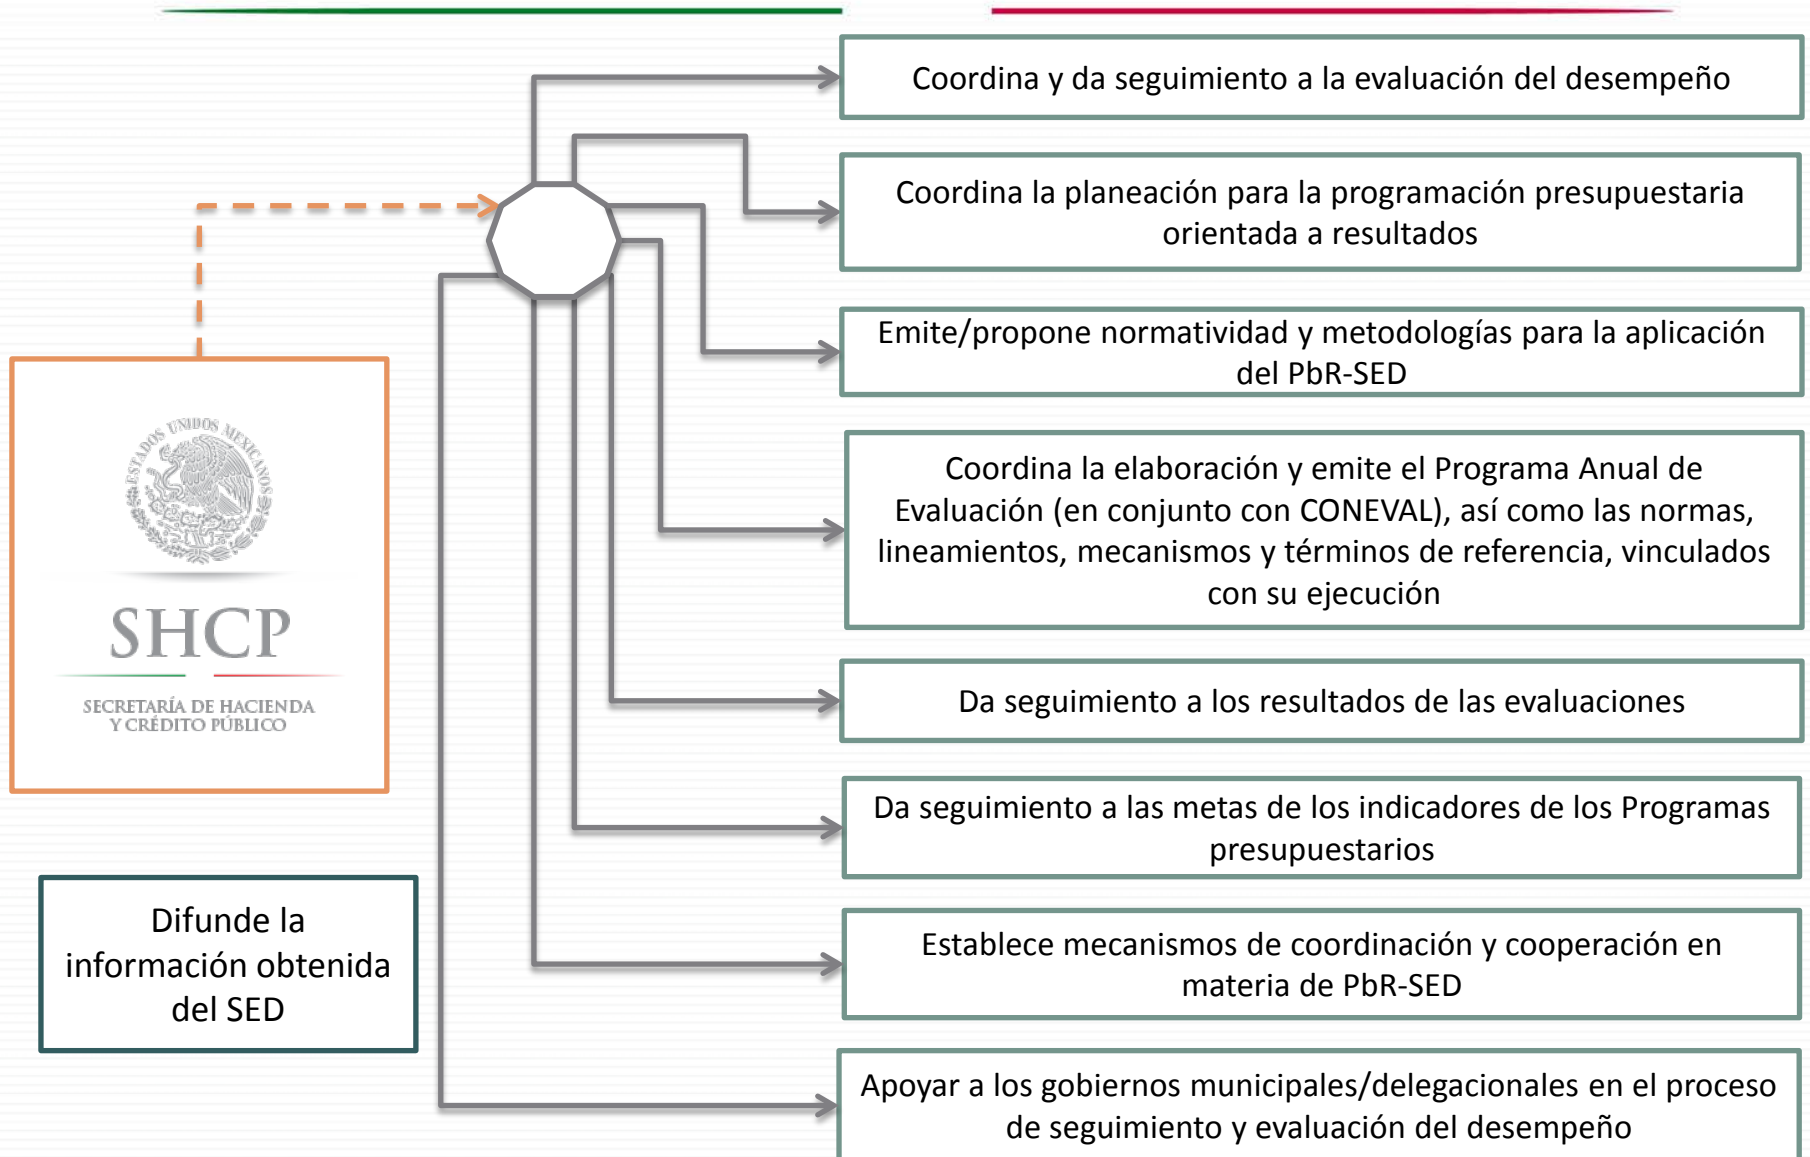 Coordina y da seguimiento a la evaluación del desempeño
Coordina la planeación para la programación presupuestaria
orientada a resultados
Emite/propone normatividad y metodologías para la aplicación
del PbR-SED
Coordina la elaboración y emite el Programa Anual de
Evaluación (en conjunto con CONEVAL), así como las normas,
lineamientos, mecanismos y términos de referencia, vinculados
con su ejecución
Da seguimiento a los resultados de las evaluaciones
Da seguimiento a las metas de los indicadores de los Programas
presupuestarios
Establece mecanismos de coordinación y cooperación en
materia de PbR-SED
Apoyar a los gobiernos municipales/delegacionales en el proceso
de seguimiento y evaluación del desempeño
ESTADOS UNIDOS MEXICANOS
SHCP
SECRETARÍA DE HACIENDA
Y CRÉDITO PÚBLICO
Difunde la
información obtenida
del SED